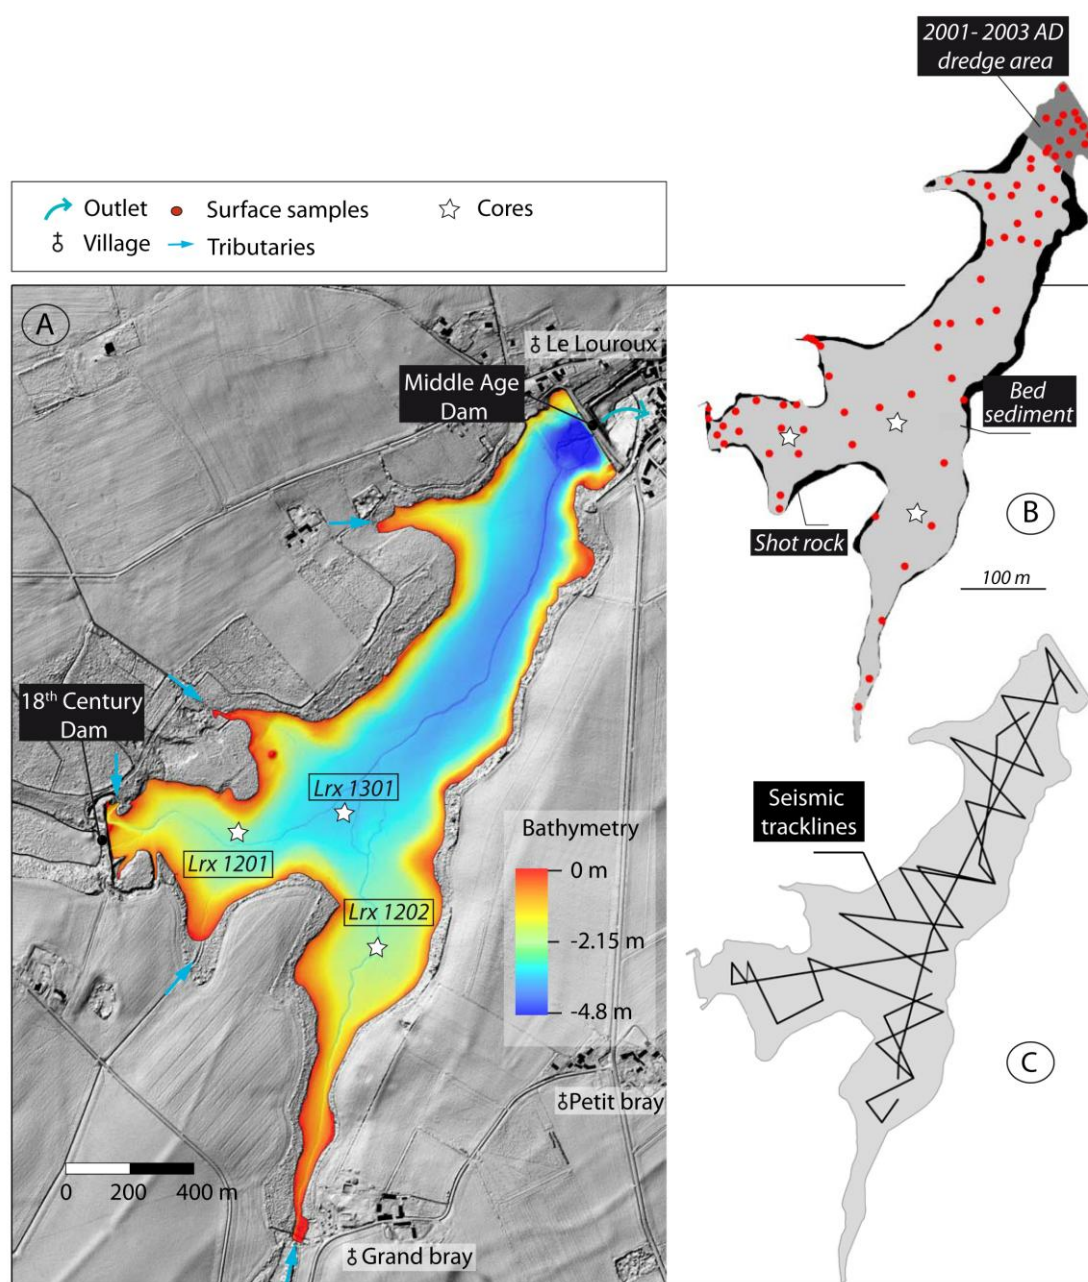 2001- 2003 AD
dredge area
Outlet
Surface samples
Cores
Village
Tributaries
A
Le Louroux
Middle Age
Dam
Bed
sediment
18th Century
Dam
Lrx 1301
Lrx 1201
Lrx 1202
Shot rock
B
100 m
Bathymetry
0 m
-2.15 m
-4.8 m
Seismic
tracklines
C
Petit bray
0 200 400 m
Grand bray